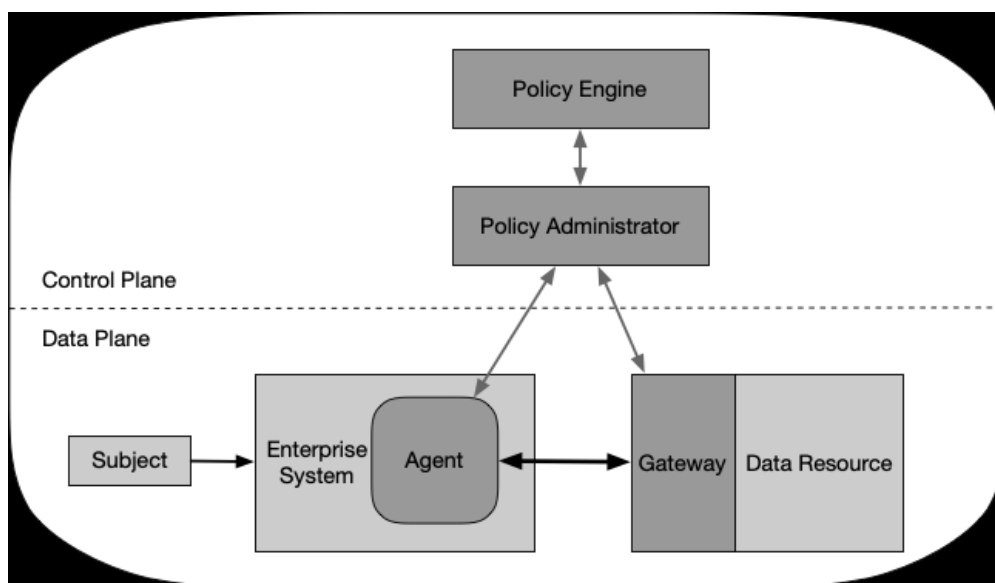 Policy Engine
Policy Administrator
Control Plane
Data Plane
Subject
Enterprise
System
Agent
Gateway
Data Resource